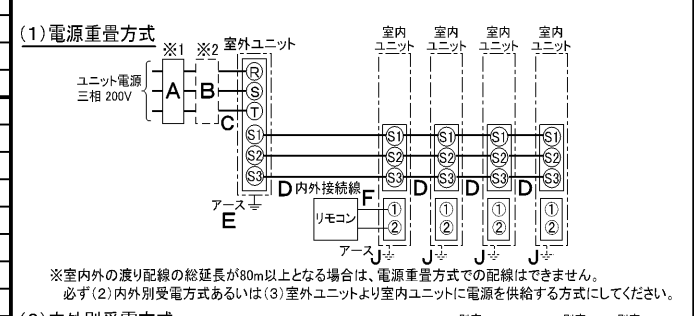 (1)電源重畳方式
※1 ※2 室外ユニット 室内ユニット 室内ユニット 室内ユニット 室内ユニット
ユニット電源
三相 200V
A B C
R
S
T
S1 S1 S1 S1 S1
S2 S2 S2 S2 S2
S3 S3 S3 S3 S3
D 内外接続線 F D D D
アース
E
リモコン
① ① ① ①
② ② ② ②
アース J J J J
※室内外の渡り配線の総延長が80m以上となる場合は、電源重畳方式での配線はできません。
必ず(2)内外別受電方式あるいは(3)室外ユニットより室内ユニットに電源を供給する方式にしてください。